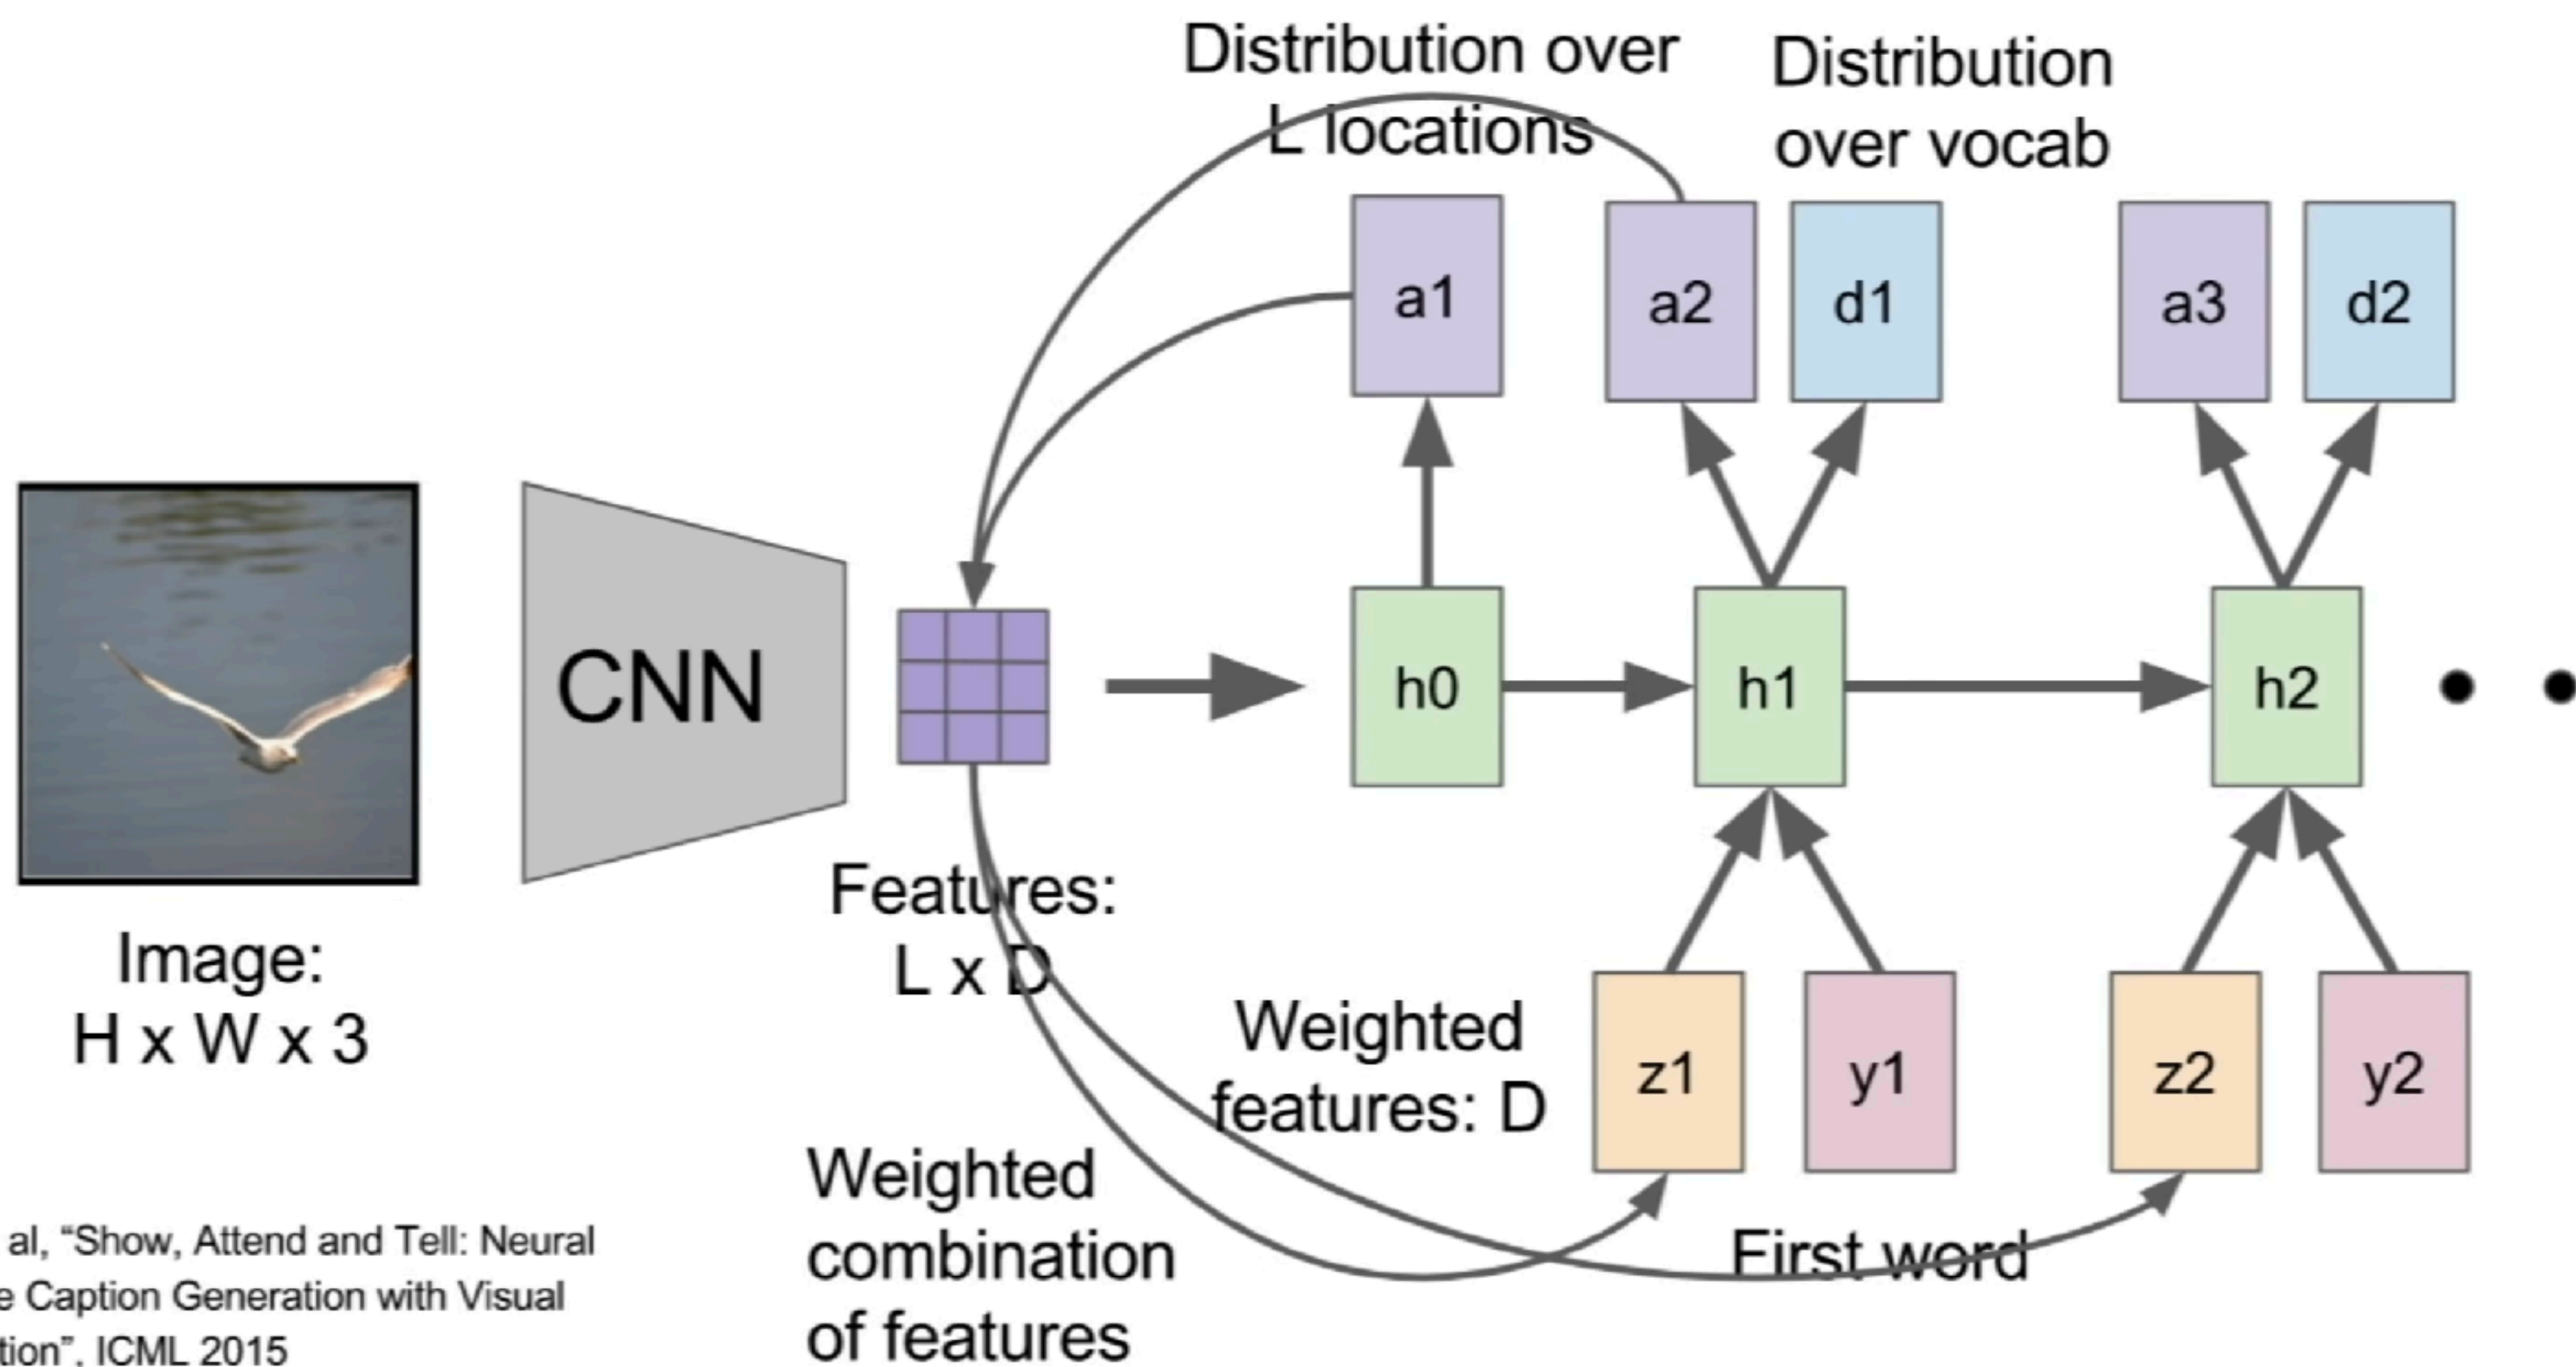 Distribution over
L locations
Distribution
over vocab
a1
a2
d1
a3
d2
CNN
h0
h1
h2
Image:
H x W x 3
Features:
L x D
Weighted
features: D
z1
y1
z2
y2
Weighted
combination
of features
First word
al, “Show, Attend and Tell: Neural
Caption Generation with Visual
ICML 2015